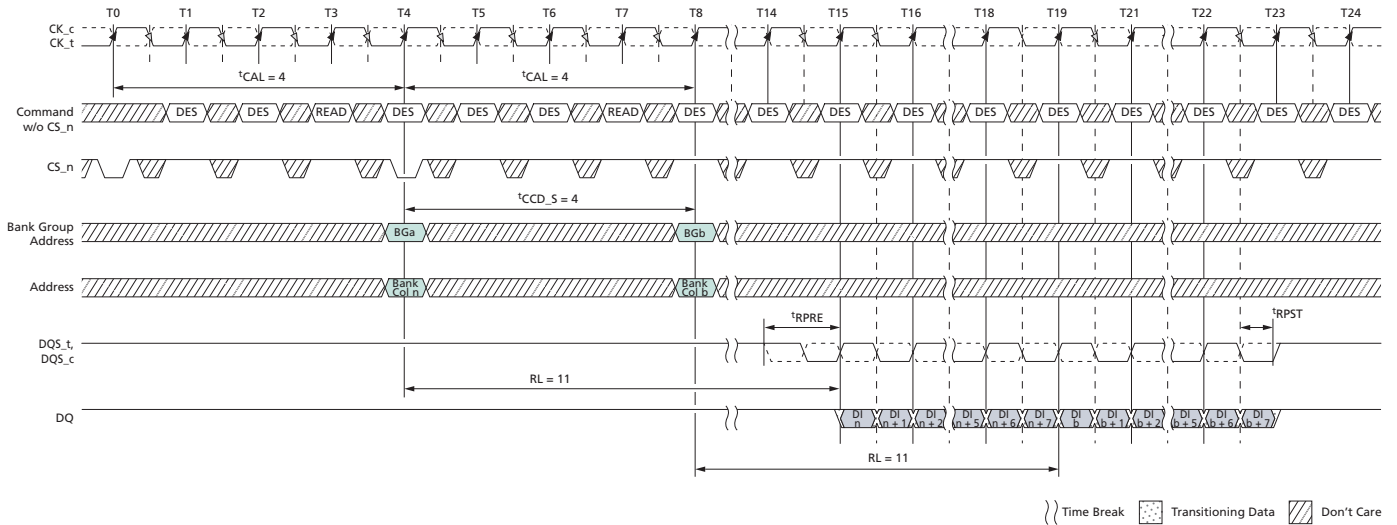 T0 T1 T2 T3 T4 T5 T6 T7 T8 T14 T15 T16 T18 T19 T21 T22 T23 T24
CK_c
CK_t
tCAL = 4 tCAL = 4
Command w/o CS_n DES DES READ DES DES DES READ DES DES DES DES DES DES DES DES DES DES
CS_n
tCCD_S = 4
Bank Group Address BGa BGb
Address Bank Col n Bank Col b
tRPRE tRPST
DQS_t, DQS_c
RL = 11
DQ DI n DI n + 1 DI n + 2 DI n + 5 DI n + 6 DI n + 7 DI b DI b + 1 DI b + 2 DI b + 5 DI b + 6 DI b + 7
RL = 11
Time Break Transitioning Data Don't Care